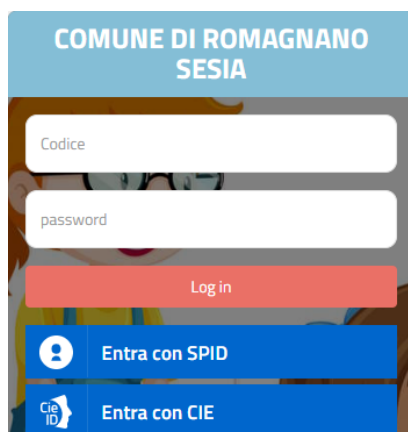 COMUNE DI ROMAGNANO
SESIA
Codice
password
Log in
Entra con SPID
Cie
ID
Entra con CIE